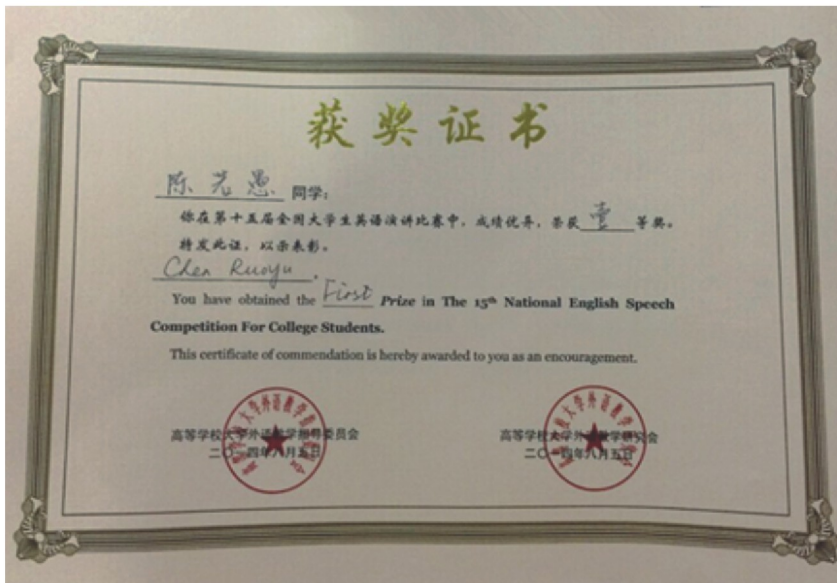 获奖证书
陈若愚 同学:
你在第十五届全国大学生英语演讲比赛中,成绩优异,荣获 壹 等奖。
特发此证,以示表彰。
Chen Ruoyu ,
You have obtained the First Prize in The 15th National English Speech
Competition For College Students.
This certificate of commendation is hereby awarded to you as an encouragement.
高等学校大学外语教学指导委员会
二〇一四年八月五日
高等学校大学外语教学研究会
二〇一四年八月五日